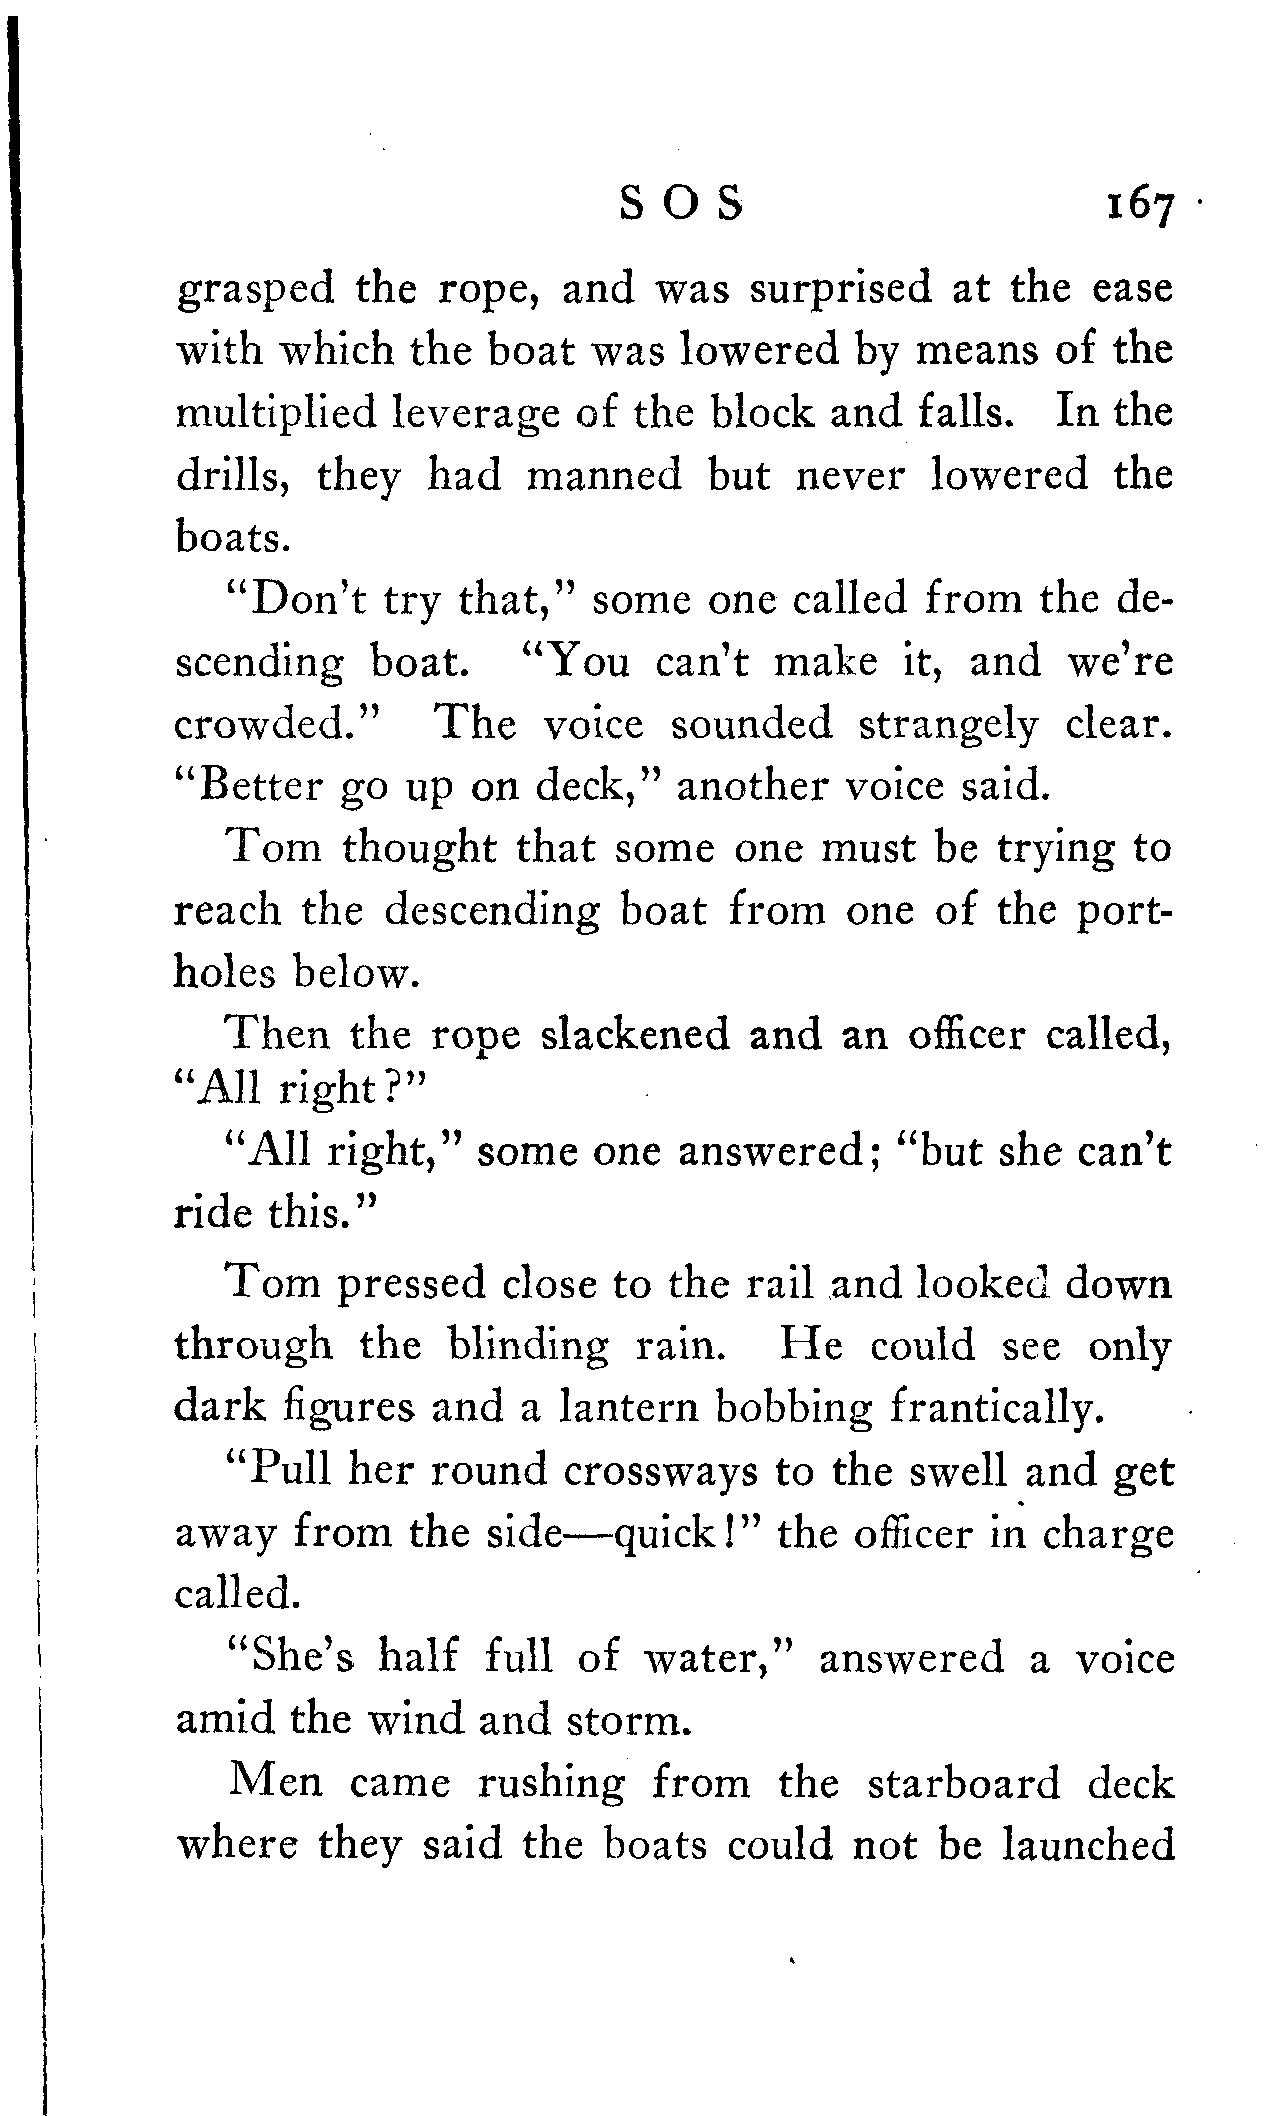 S O S 167
grasped the rope, and was surprised at the ease
with which the boat was lowered by means of the
multiplied leverage of the block and falls. In the
drills, they had manned but never lowered the
boats.
"Don't try that," some one called from the de-
scending boat. "You can't make it, and we're
crowded." The voice sounded strangely clear.
"Better go up on deck," another voice said.
Tom thought that some one must be trying to
reach the descending boat from one of the port-
holes below.
Then the rope slackened and an officer called,
"All right?"
"All right," some one answered; "but she can't
ride this."
Tom pressed close to the rail and looked down
through the blinding rain. He could see only
dark figures and a lantern bobbing frantically.
"Pull her round crossways to the swell and get
away from the side—quick!" the officer in charge
called.
"She's half full of water," answered a voice
amid the wind and storm.
Men came rushing from the starboard deck
where they said the boats could not be launched